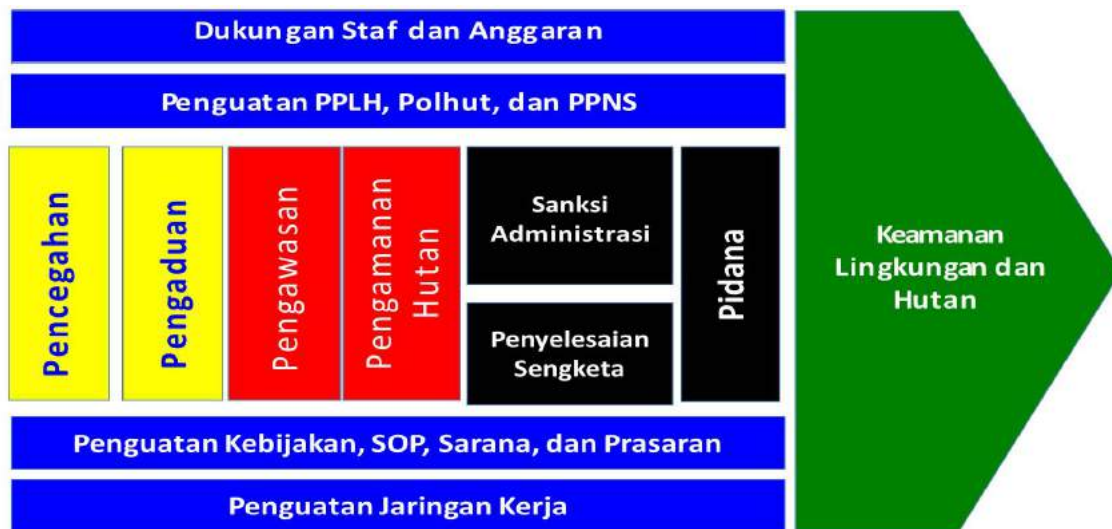 Dukungan Staf dan Anggaran
Penguatan PPLH, Polhut, dan PPNS
Pencegahan
Pengaduan
Pengawasan
Pengamanan
Hutan
Sanksi
Administrasi
Penyelesaian
Sengketa
Pidana
Keamanan
Lingkungan dan
Hutan
Penguatan Kebijakan, SOP, Sarana, dan Prasaran
Penguatan Jaringan Kerja